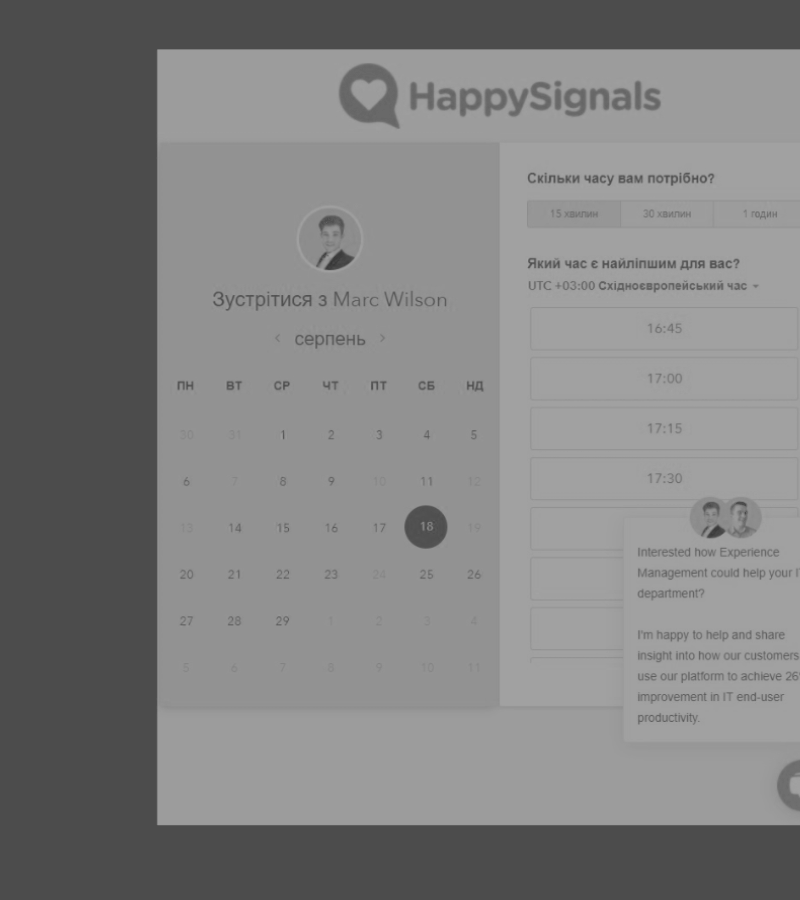 HappySignals
Зустрітися з Marc Wilson
серпень
ПН ВТ СР ЧТ ПТ СБ НД
30 31 1 2 3 4 5
6 7 8 9 10 11 12
13 14 15 16 17 18 19
20 21 22 23 24 25 26
27 28 29 1 2 3 4
5 6 7 8 9 10 11
Скільки часу вам потрібно?
15 хвилин 30 хвилин 1 годин
Який час є найліпшим для вас?
UTC +03:00 Східноєвропейський час
16:45
17:00
17:15
17:30
Interested how Experience
Management could help your
department?
I'm happy to help and share
insight into how our customers
use our platform to achieve
improvement in IT end-user
productivity.